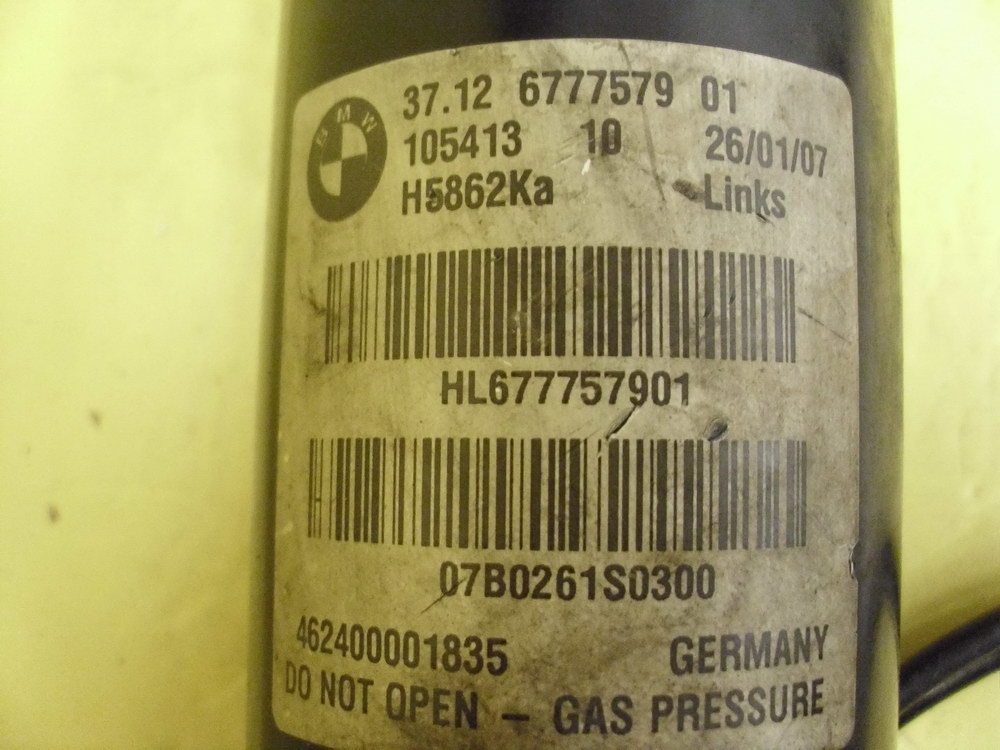 BMW
37.12 6777579 01
105413 10 26/01/07
H5862Ka Links
HL677757901
07B0261S0300
462400001835 GERMANY
DO NOT OPEN – GAS PRESSURE